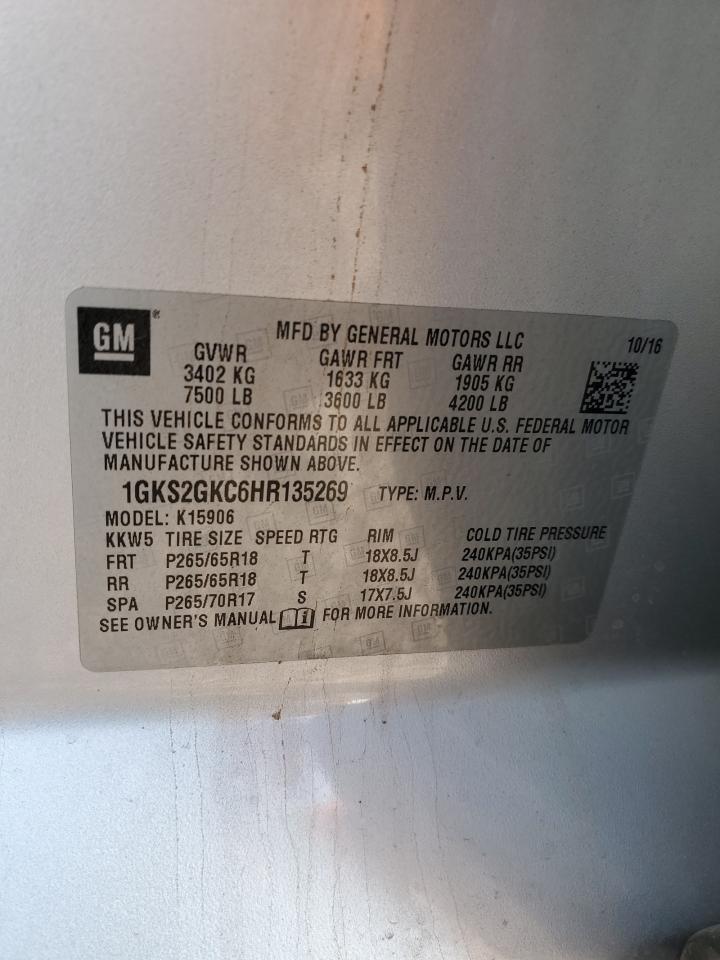 GM®
MFD BY GENERAL MOTORS LLC
10/16
GVWR GAWR FRT GAWR RR
3402 KG 1633 KG 1905 KG
7500 LB 3600 LB 4200 LB
THIS VEHICLE CONFORMS TO ALL APPLICABLE U.S. FEDERAL MOTOR
VEHICLE SAFETY STANDARDS IN EFFECT ON THE DATE OF
MANUFACTURE SHOWN ABOVE.
1GKS2GKC6HR135269 TYPE: M.P.V.
MODEL: K15906
KKW5 TIRE SIZE SPEED RTG RIM COLD TIRE PRESSURE
FRT P265/65R18 T 18X8.5J 240KPA(35PSI)
RR P265/65R18 T 18X8.5J 240KPA(35PSI)
SPA P265/70R17 S 17X7.5J 240KPA(35PSI)
SEE OWNER'S MANUAL FOR MORE INFORMATION.